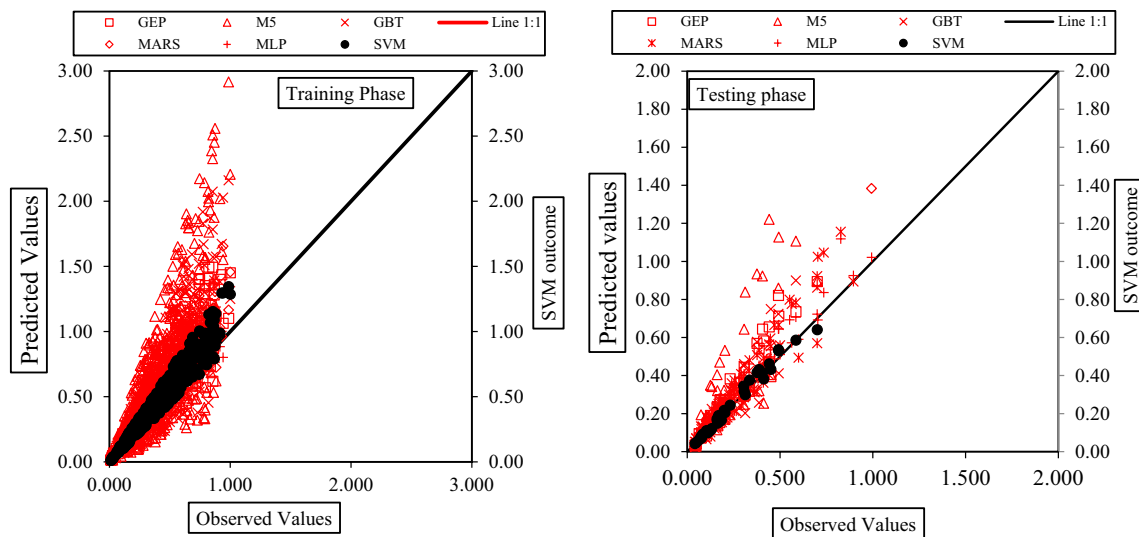 GEP M5 GBT Line 1:1
MARS MLP SVM
3.00 3.00
Training Phase
2.50 2.50
2.00 2.00
1.50 1.50
1.00 1.00
0.50 0.50
0.00 0.00
0.000 1.000 2.000 3.000
Predicted Values
SVM outcome
Observed Values
GEP M5 GBT Line 1:1
MARS MLP SVM
2.00 2.00
Testing phase
1.80 1.80
1.60 1.60
1.40 1.40
1.20 1.20
1.00 1.00
0.80 0.80
0.60 0.60
0.40 0.40
0.20 0.20
0.00 0.00
0.000 0.500 1.000 1.500 2.000
Predicted values
SVM outcome
Observed Values